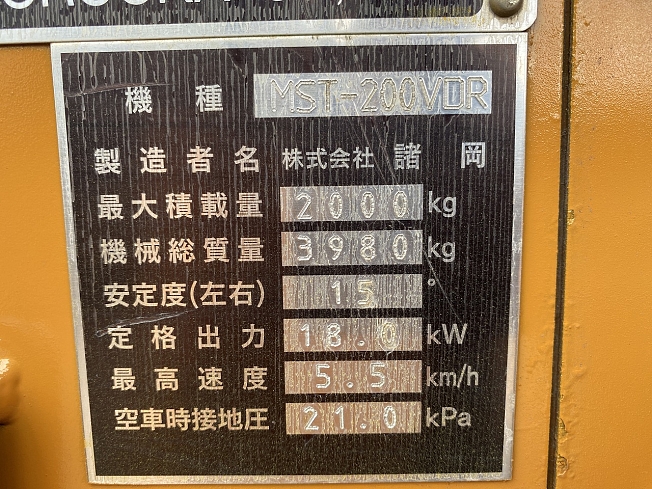 機種 MST-200VDR
製造者名 株式会社 諸岡
最大積載量 2000 kg
機械総質量 3980 kg
安定度(左右) 15 °
定格出力 18.0 kW
最高速度 5.5 km/h
空車時接地圧 21.0 kPa